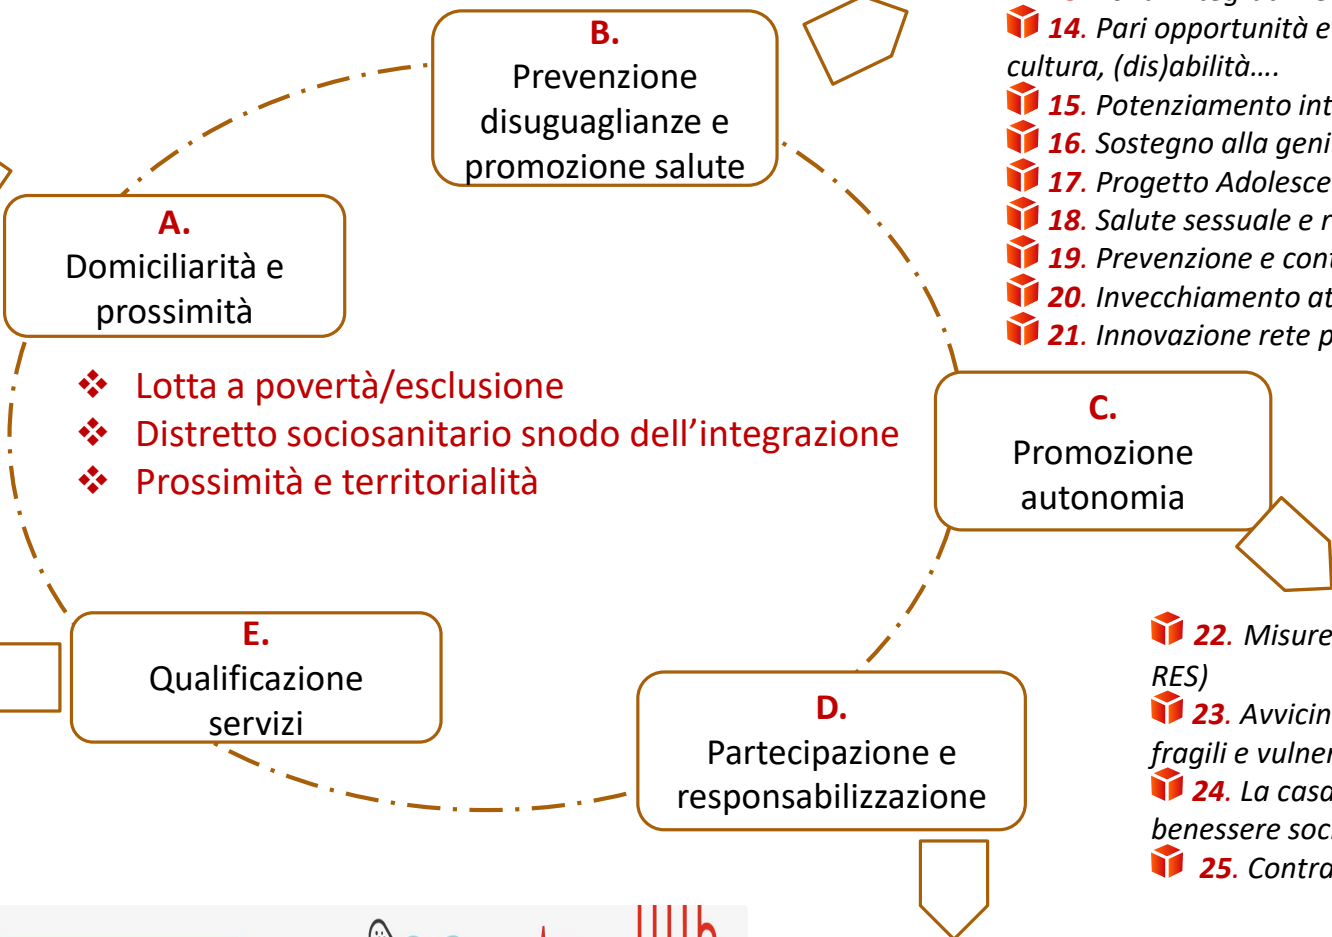 B.
Prevenzione
disuguaglianze e
promozione salute
A.
Domiciliarità e
prossimità
❖ Lotta a povertà/esclusione
❖ Distretto sociosanitario snodo dell’integrazione
❖ Prossimità e territorialità
14. Pari opportunità e
cultura, (dis)abilità….
15. Potenziamento int
16. Sostegno alla geni
17. Progetto Adolesce
18. Salute sessuale e r
19. Prevenzione e cont
20. Invecchiamento at
21. Innovazione rete p
C.
Promozione
autonomia
E.
Qualificazione
servizi
D.
Partecipazione e
responsabilizzazione
22. Misure
RES)
23. Avvicin
fragili e vulner
24. La casa
benessere soc
25. Contra